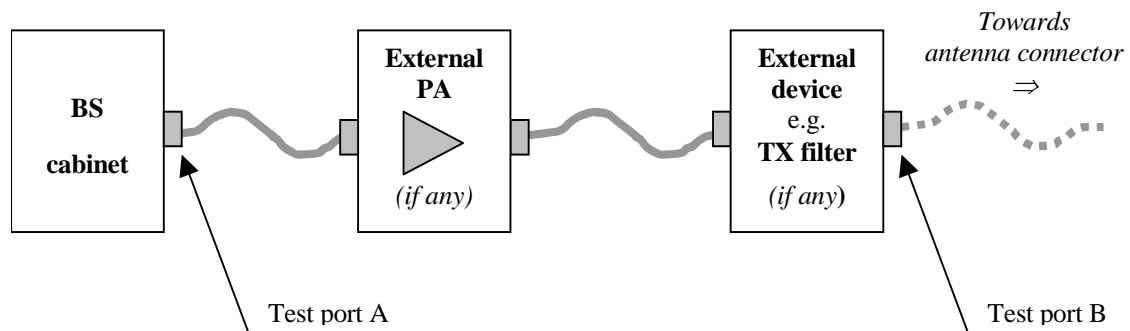 BS
cabinet
External
PA
(if any)
External
device
e.g.
TX filter
(if any)
Towards
antenna connector
⇒
Test port A
Test port B